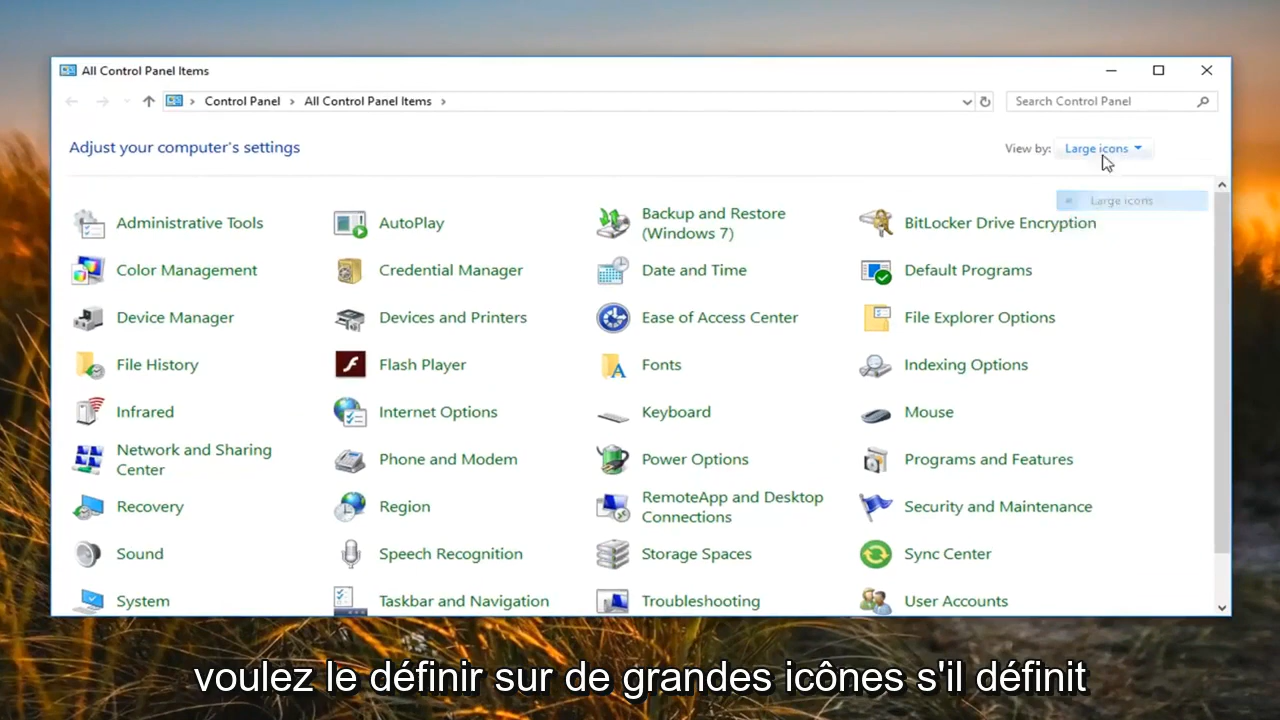 All Control Panel Items
Control Panel > All Control Panel Items >
Search Control Panel
Adjust your computer's settings
View by: Large icons
Large icons
Administrative Tools
AutoPlay
Backup and Restore
(Windows 7)
BitLocker Drive Encryption
Color Management
Credential Manager
Date and Time
Default Programs
Device Manager
Devices and Printers
Ease of Access Center
File Explorer Options
File History
Flash Player
Fonts
Indexing Options
Infrared
Internet Options
Keyboard
Mouse
Network and Sharing
Center
Phone and Modem
Power Options
Programs and Features
Recovery
Region
RemoteApp and Desktop
Connections
Security and Maintenance
Sound
Speech Recognition
Storage Spaces
Sync Center
System
Taskbar and Navigation
Troubleshooting
User Accounts
voulez le définir sur de grandes icônes s'il définit